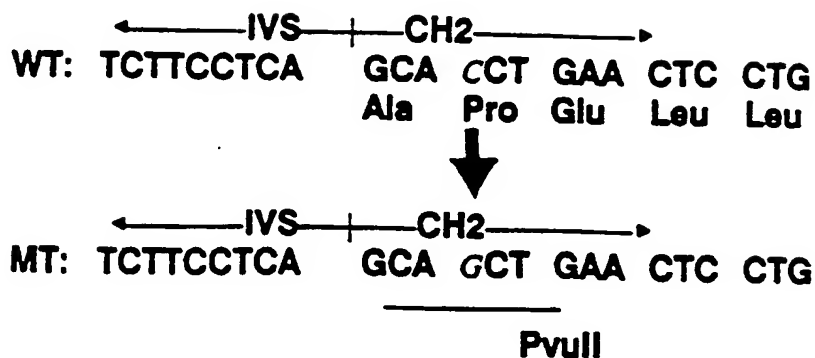 IVS CH2
WT: TCTTCCTCA GCA CCT GAA CTC CTG
Ala Pro Glu Leu Leu
IVS CH2
MT: TCTTCCTCA GCA GCT GAA CTC CTG
PvuII